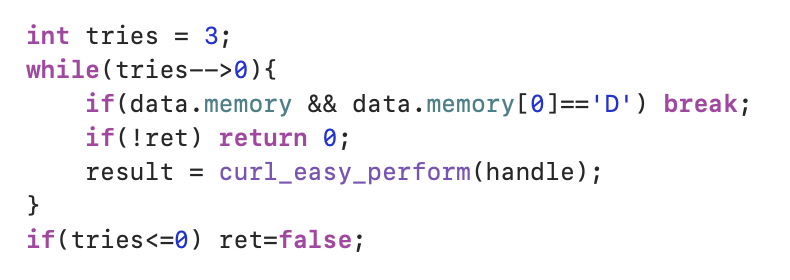 int tries = 3;
while(tries-->0){
    if(data.memory && data.memory[0]=='D') break;
    if(!ret) return 0;
    result = curl_easy_perform(handle);
}
if(tries<=0) ret=false;